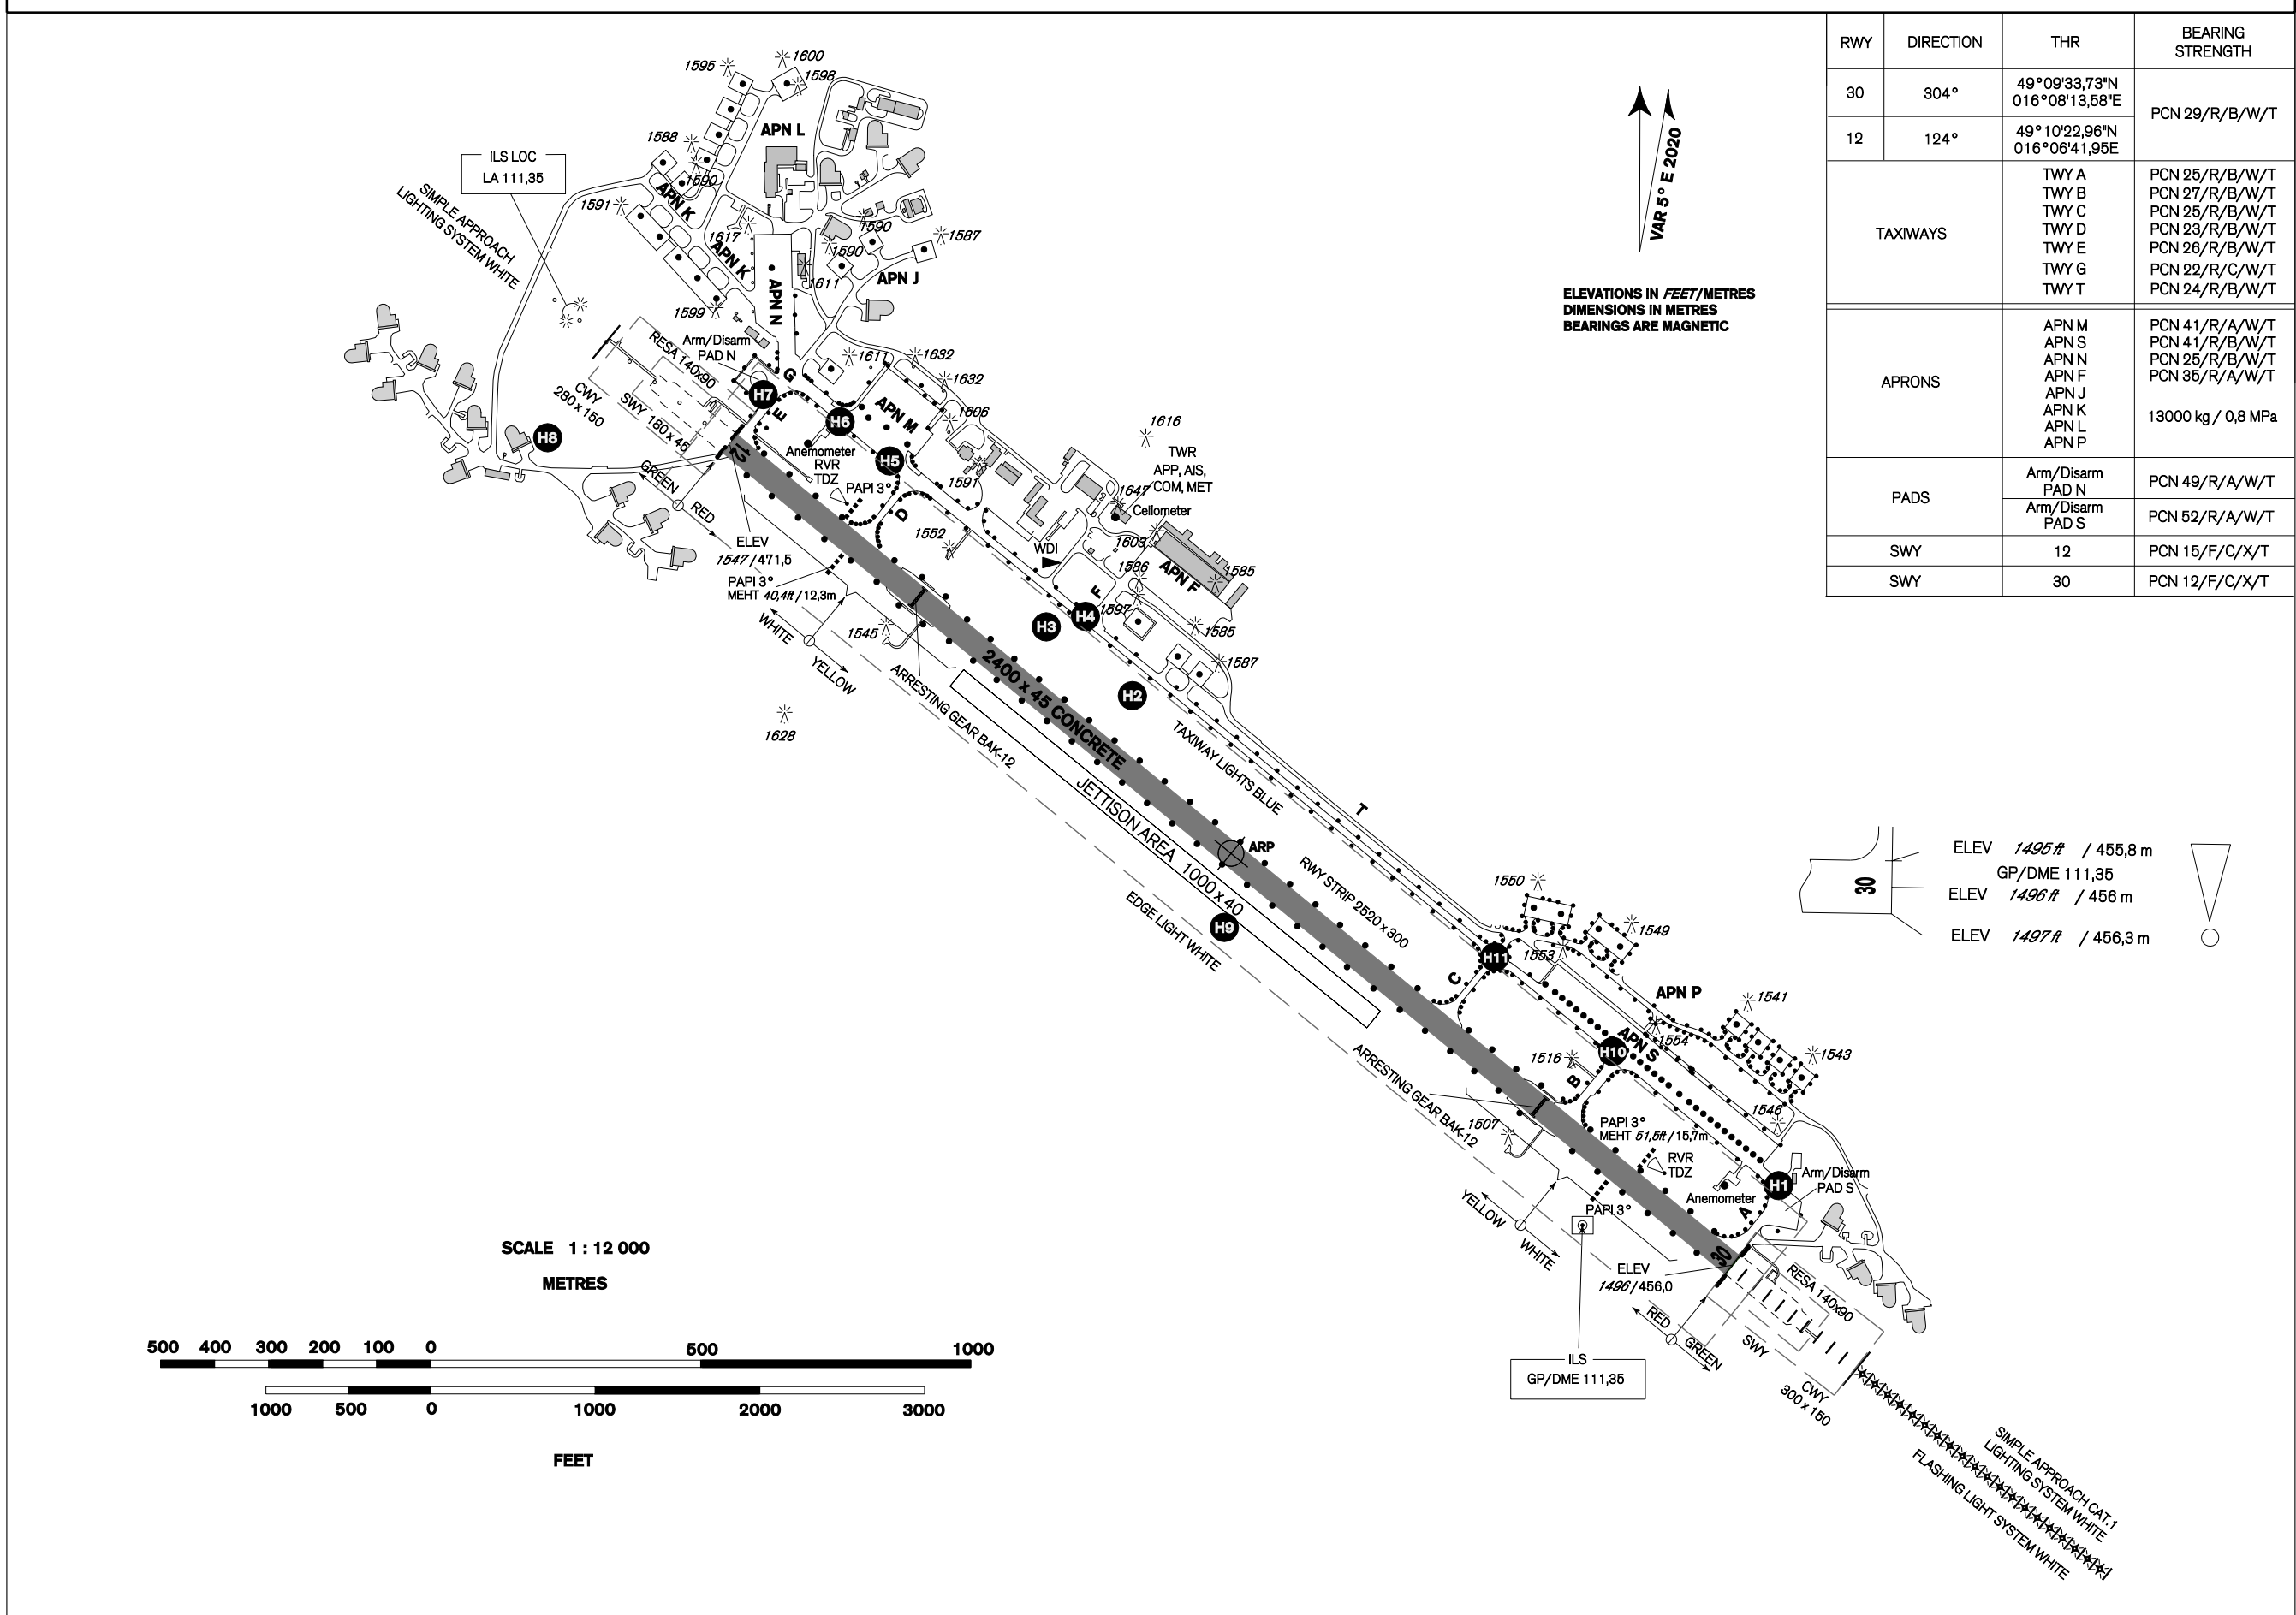 RWY DIRECTION THR BEARING STRENGTH
30 304° 49°09'33,73"N 016°08'13,58"E PCN 29/R/B/W/T
12 124° 49°10'22,96"N 016°06'41,95E
TAXIWAYS
TWY A PCN 25/R/B/W/T
TWY B PCN 27/R/B/W/T
TWY C PCN 25/R/B/W/T
TWY D PCN 23/R/B/W/T
TWY E PCN 26/R/B/W/T
TWY G PCN 22/R/C/W/T
TWY T PCN 24/R/B/W/T
APRONS
APN M PCN 41/R/A/W/T
APN S PCN 41/R/B/W/T
APN N PCN 25/R/B/W/T
APN F PCN 35/R/A/W/T
APN J
APN K 13000 kg / 0,8 MPa
APN L
APN P
PADS
Arm/Disarm PAD N PCN 49/R/A/W/T
Arm/Disarm PAD S PCN 52/R/A/W/T
SWY 12 PCN 15/F/C/X/T
SWY 30 PCN 12/F/C/X/T
VAR 5° E 2020
ELEVATIONS IN FEET/METRES
DIMENSIONS IN METRES
BEARINGS ARE MAGNETIC
1595
1600
1598
APN L
1588
ILS LOC
LA 111,35
1590
APN K
1591
SIMPLE APPROACH
LIGHTING SYSTEM WHITE
1617
APN K
1590
1590
1587
1611
APN J
APN N
1599
RESA 140x90
Arm/Disarm
PAD N
G
1611
1632
1632
H7
E
H6
APN M
1606
CWY
280 x 150
SWY 180 x 45
H8
12
Anemometer
RVR
TDZ
H5
1591
1616
TWR
APP, AIS,
COM, MET
1647
Ceilometer
GREEN
RED
PAPI 3°
D
1552
ELEV
1547/471,5
PAPI 3°
MEHT 40,4ft/12,3m
WDI
1603
1586
APN F
1585
F
1597
H4
H3
1585
1587
WHITE
YELLOW
1545
ARRESTING GEAR BAK-12
2400 x 45 CONCRETE
H2
1628
TAXIWAY LIGHTS BLUE
T
JETTISON AREA 1000 x 40
ARP
EDGE LIGHT WHITE
H9
RWY STRIP 2520 x 300
1550
1549
H11
1553
C
APN P
1541
1554
APN S
1543
H10
1516
B
ARRESTING GEAR BAK-12
1546
1507
PAPI 3°
MEHT 51,5ft/15,7m
RVR
TDZ
Arm/Disarm
PAD S
H1
Anemometer
A
PAPI 3°
YELLOW
WHITE
30
ELEV
1496/456,0
RESA 140x90
RED
GREEN
SWY
CWY
300 x 150
ILS
GP/DME 111,35
SIMPLE APPROACH CAT.1
LIGHTING SYSTEM WHITE
FLASHING LIGHT SYSTEM WHITE
30
ELEV 1495 ft / 455,8 m
GP/DME 111,35
ELEV 1496 ft / 456 m
ELEV 1497 ft / 456,3 m
SCALE 1 : 12 000
METRES
500 400 300 200 100 0 500 1000
1000 500 0 1000 2000 3000
FEET